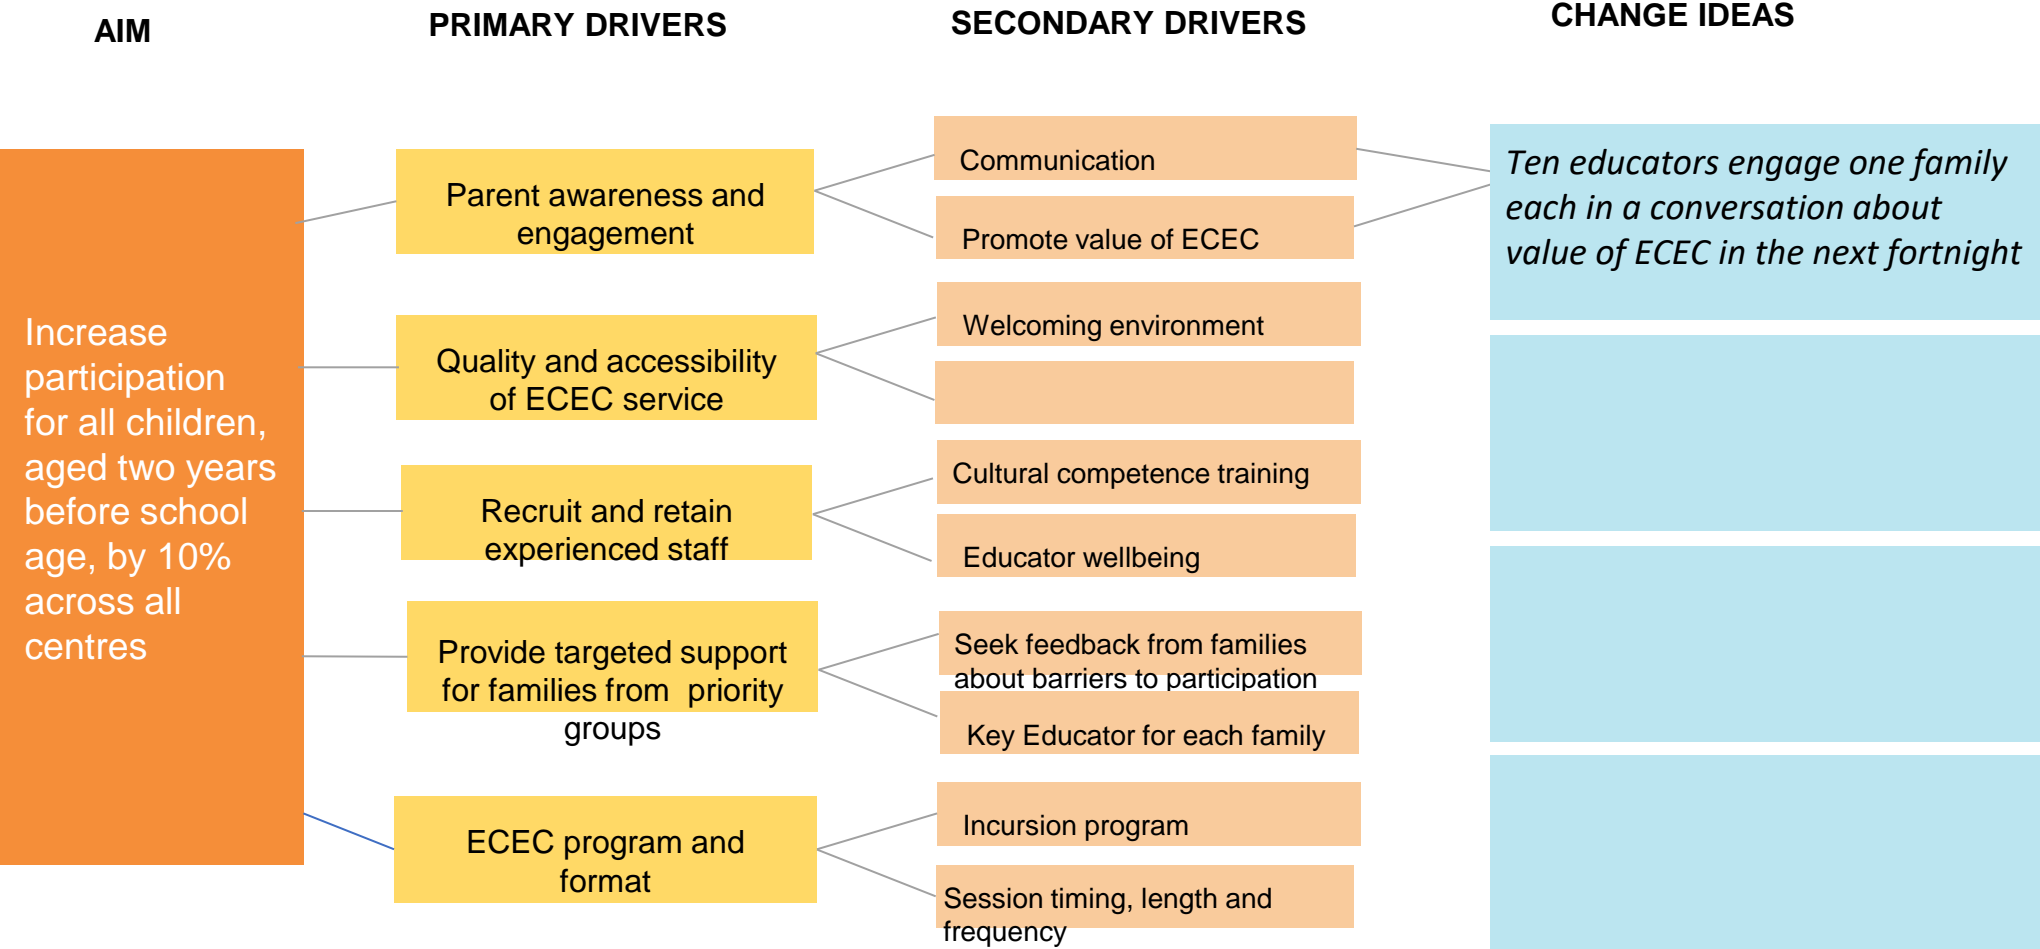 AIM
PRIMARY DRIVERS
SECONDARY DRIVERS
CHANGE IDEAS
Increase
participation
for all children,
aged two years
before school
age, by 10%
across all
centres
Parent awareness and
engagement
Quality and accessibility
of ECEC service
Recruit and retain
experienced staff
Provide targeted support
for families from priority
groups
ECEC program and
format
Communication
Promote value of ECEC
Welcoming environment
Cultural competence training
Educator wellbeing
Seek feedback from families
about barriers to participation
Key Educator for each family
Incursion program
Session timing, length and
frequency
Ten educators engage one family
each in a conversation about
value of ECEC in the next fortnight